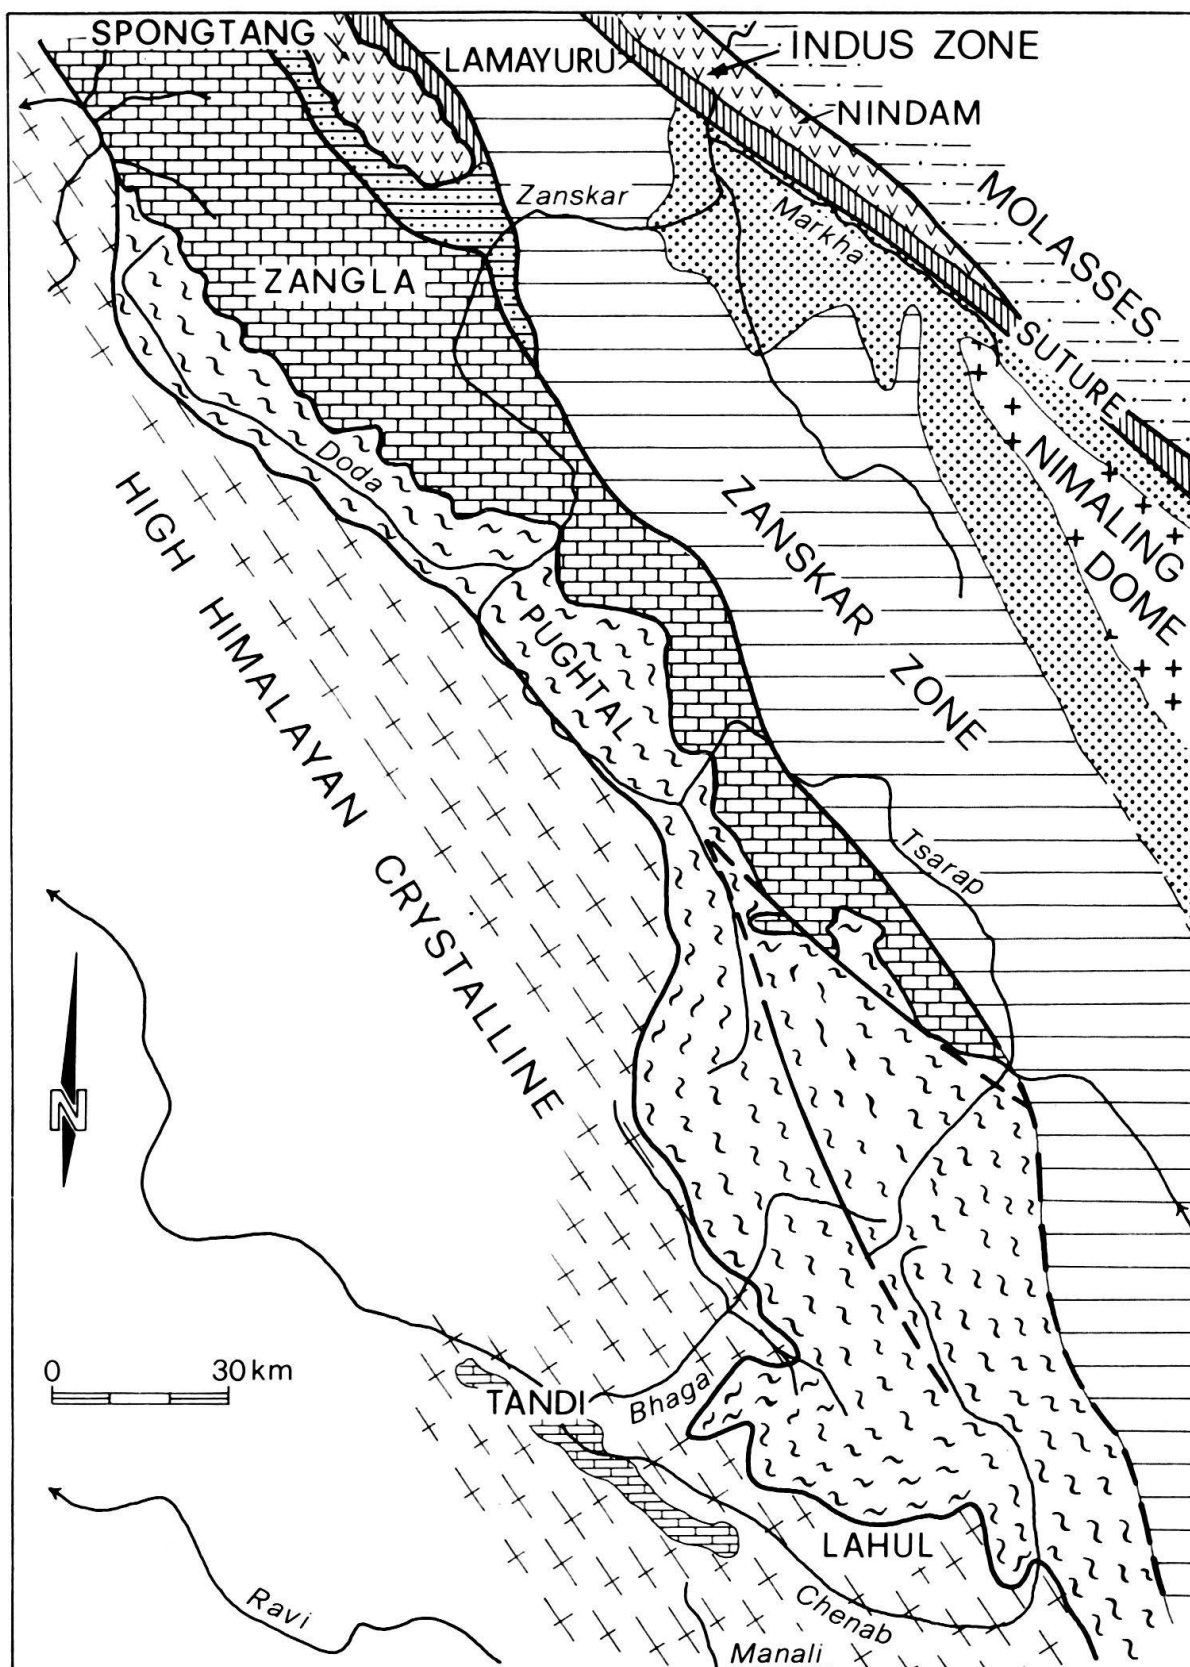 SPONGTANG
LAMAYURU
INDUS ZONE
NINDAM
MOLASSES
Zanskar
Markha
ZANGLA
SUTURE
NIMALING
DOME
Doda
ZANSKAR
ZONE
HIGH HIMALAYAN CRYSTALLINE
PUGHTAL
Tsarap
N
0 30 km
TANDI
Bhaga
LAHUL
Chenab
Ravi
Manali